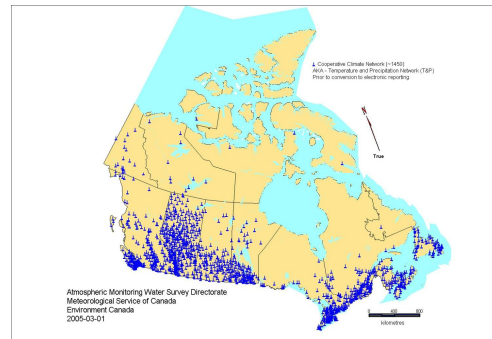 Cooperative Climate Network (~1450)
AKA - Temperature and Precipitation Network (T&P)
Prior to conversion to electronic reporting
True
Atmospheric Monitoring Water Survey Directorate
Meteorological Service of Canada
Environment Canada
2005-03-01
0 400 800
kilometres